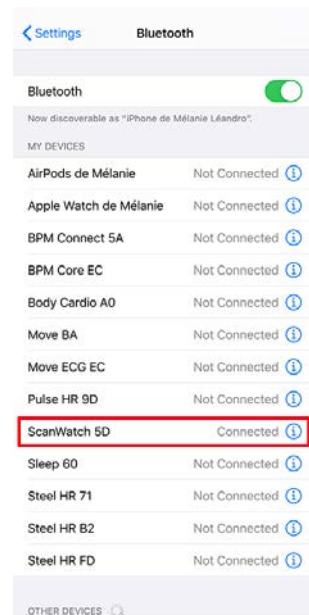 Settings Bluetooth
Bluetooth
Now discoverable as "iPhone de Mélanie Léandro".
MY DEVICES
AirPods de Mélanie Not Connected
Apple Watch de Mélanie Not Connected
BPM Connect 5A Not Connected
BPM Core EC Not Connected
Body Cardio A0 Not Connected
Move BA Not Connected
Move ECG EC Not Connected
Pulse HR 9D Not Connected
ScanWatch 5D Connected
Sleep 60 Not Connected
Steel HR 71 Not Connected
Steel HR B2 Not Connected
Steel HR FD Not Connected
OTHER DEVICES